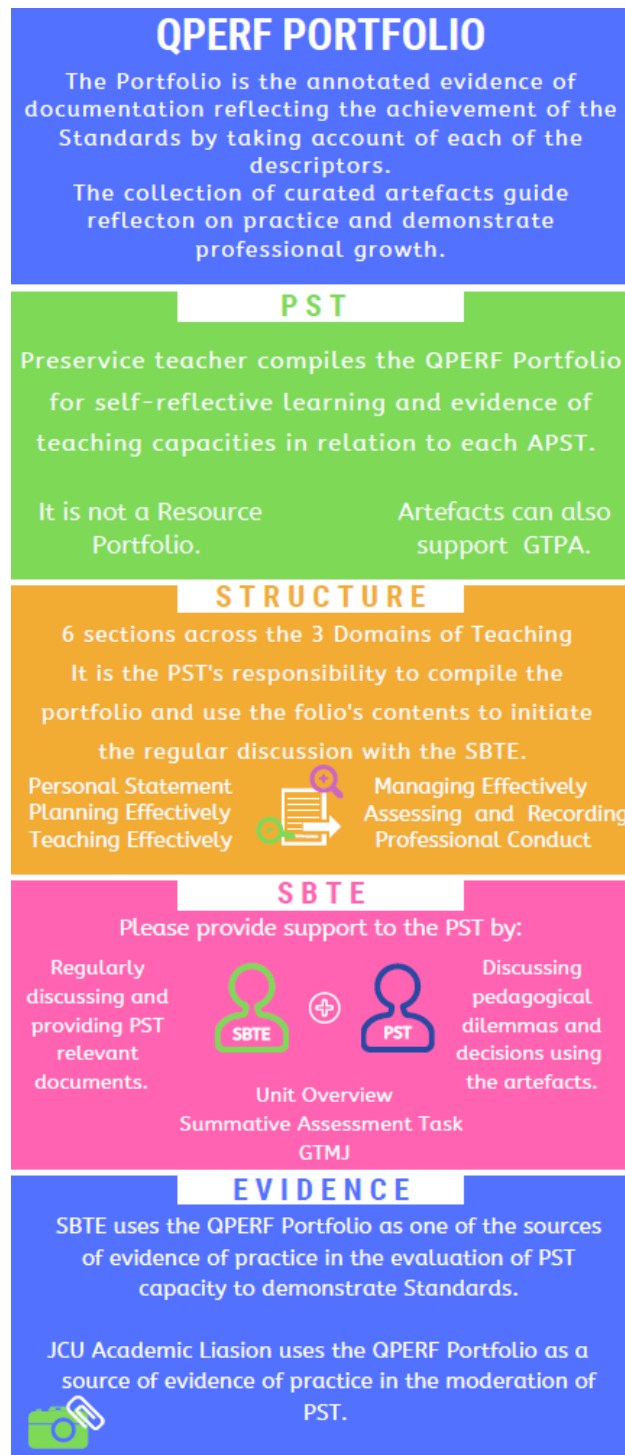 QPERF PORTFOLIO
The Portfolio is the annotated evidence of
documentation reflecting the achievement of the
Standards by taking account of each of the
descriptors.
The collection of curated artefacts guide
reflecton on practice and demonstrate
professional growth.
PST
Preservice teacher compiles the QPERF Portfolio
for self-reflective learning and evidence of
teaching capacities in relation to each APST.
It is not a Resource
Portfolio.
Artefacts can also
support GTPA.
STRUCTURE
6 sections across the 3 Domains of Teaching
It is the PST's responsibility to compile the
portfolio and use the folio's contents to initiate
the regular discussion with the SBTE.
Personal Statement
Planning Effectively
Teaching Effectively
Managing Effectively
Assessing and Recording
Professional Conduct
SBTE
Please provide support to the PST by:
Regularly
discussing and
providing PST
relevant
documents.
SBTE
PST
Discussing
pedagogical
dilemmas and
decisions using
the artefacts.
Unit Overview
Summative Assessment Task
GTMJ
EVIDENCE
SBTE uses the QPERF Portfolio as one of the sources
of evidence of practice in the evaluation of PST
capacity to demonstrate Standards.
JCU Academic Liasion uses the QPERF Portfolio as a
source of evidence of practice in the moderation of
PST.